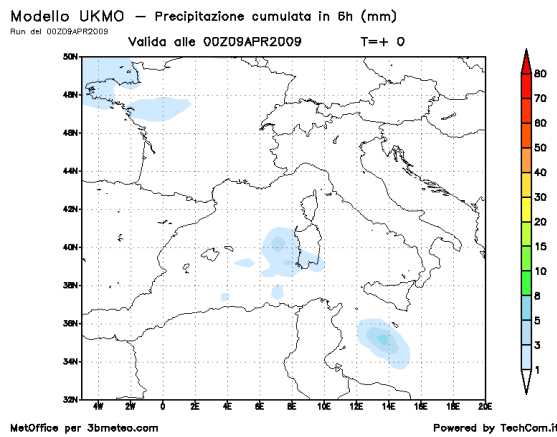 Modello UKMO — Precipitazione cumulata in 6h (mm)
Run del 00Z09APR2009
Valida alle 00Z09APR2009 T=+ 0
50N
48N
46N
44N
42N
40N
38N
36N
34N
32N
4W 2W 0 2E 4E 6E 8E 10E 12E 14E 16E 18E 20E
80
70
60
50
40
30
20
15
10
8
5
3
1
MetOffice per 3bmeteo.com
Powered by TechCom.it